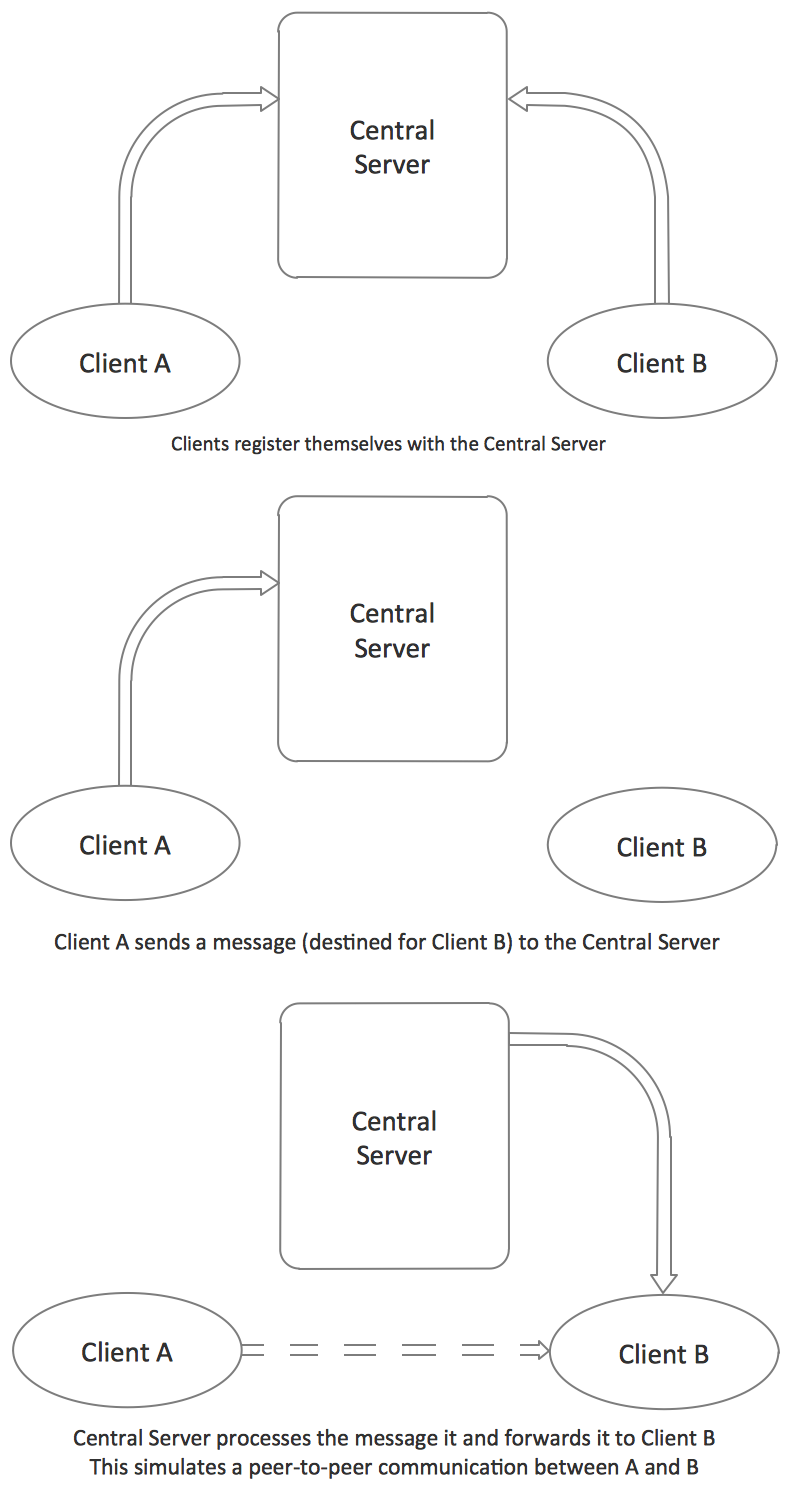 Central
Server
Client A
Client B
Clients register themselves with the Central Server
Central
Server
Client A
Client B
Client A sends a message (destined for Client B) to the Central Server
Central
Server
Client A
Client B
Central Server processes the message it and forwards it to Client B
This simulates a peer-to-peer communication between A and B